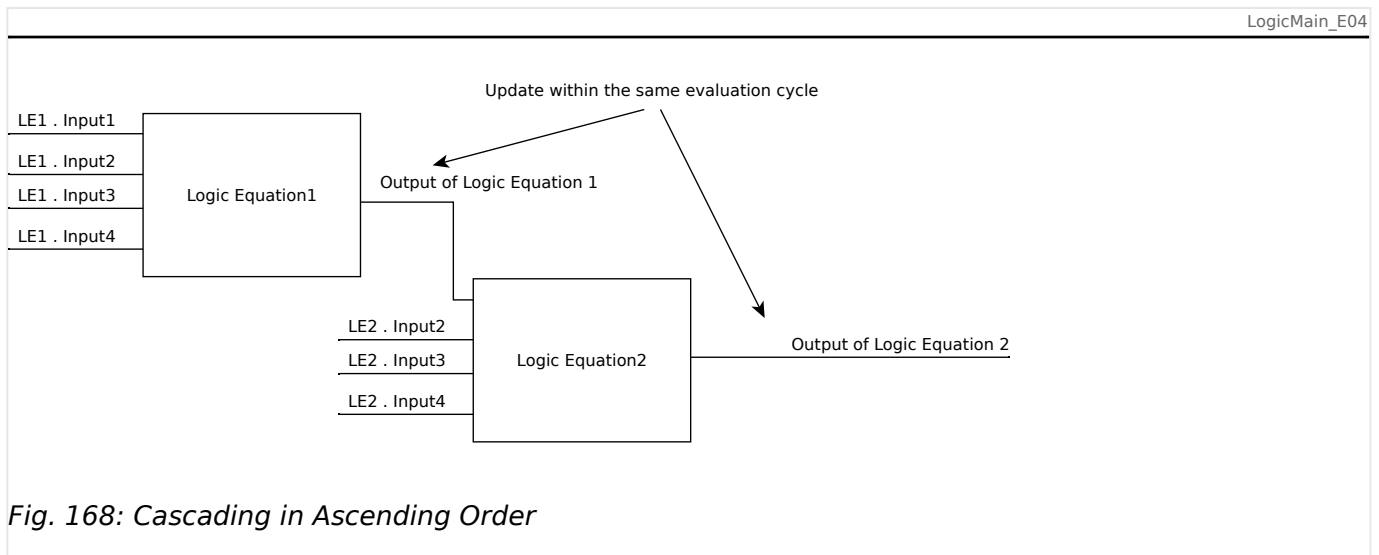 LogicMain_E04
Update within the same evaluation cycle
LE1 . Input1
LE1 . Input2
LE1 . Input3
LE1 . Input4
Logic Equation1
Output of Logic Equation 1
LE2 . Input2
LE2 . Input3
LE2 . Input4
Logic Equation2
Output of Logic Equation 2
Fig. 168: Cascading in Ascending Order